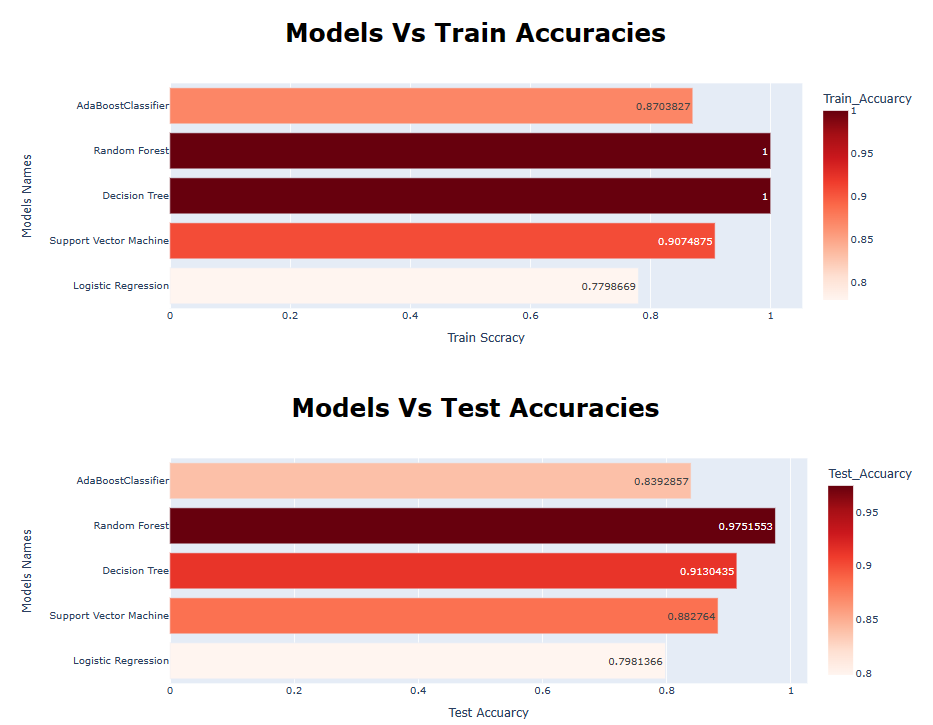 Models Vs Train Accuracies
Models Names
AdaBoostClassifier
0.8703827
Random Forest
1
Decision Tree
1
Support Vector Machine
0.9074875
Logistic Regression
0.7798669
0 0.2 0.4 0.6 0.8 1
Train Sccracy
Train_Accuarcy
1
0.95
0.9
0.85
0.8
Models Vs Test Accuracies
Models Names
AdaBoostClassifier
0.8392857
Random Forest
0.9751553
Decision Tree
0.9130435
Support Vector Machine
0.882764
Logistic Regression
0.7981366
0 0.2 0.4 0.6 0.8 1
Test Accuarcy
Test_Accuarcy
0.95
0.9
0.85
0.8